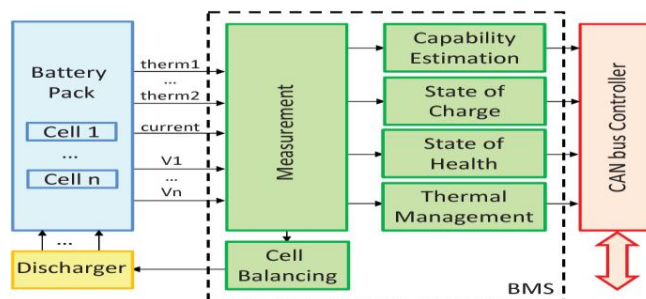 Battery
Pack
Cell 1
...
Cell n
therm1
...
therm2
current
V1
...
Vn
Measurement
Capability
Estimation
State of
Charge
State of
Health
Thermal
Management
CAN bus Controller
...
Discharger
Cell
Balancing
BMS